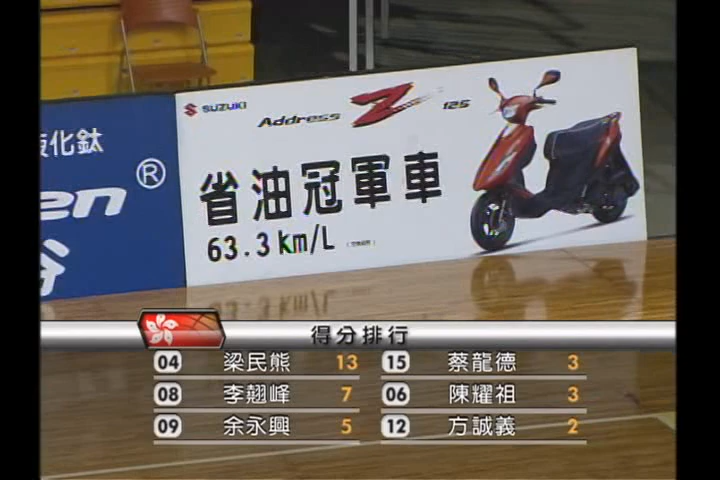 SUZUKI
Address Z 125
省油冠軍車
63.3 km/L
化鈦
en ®
得分排行
04 梁民熊 13
15 蔡龍德 3
08 李翹峰 7
06 陳耀祖 3
09 余永興 5
12 方誠義 2